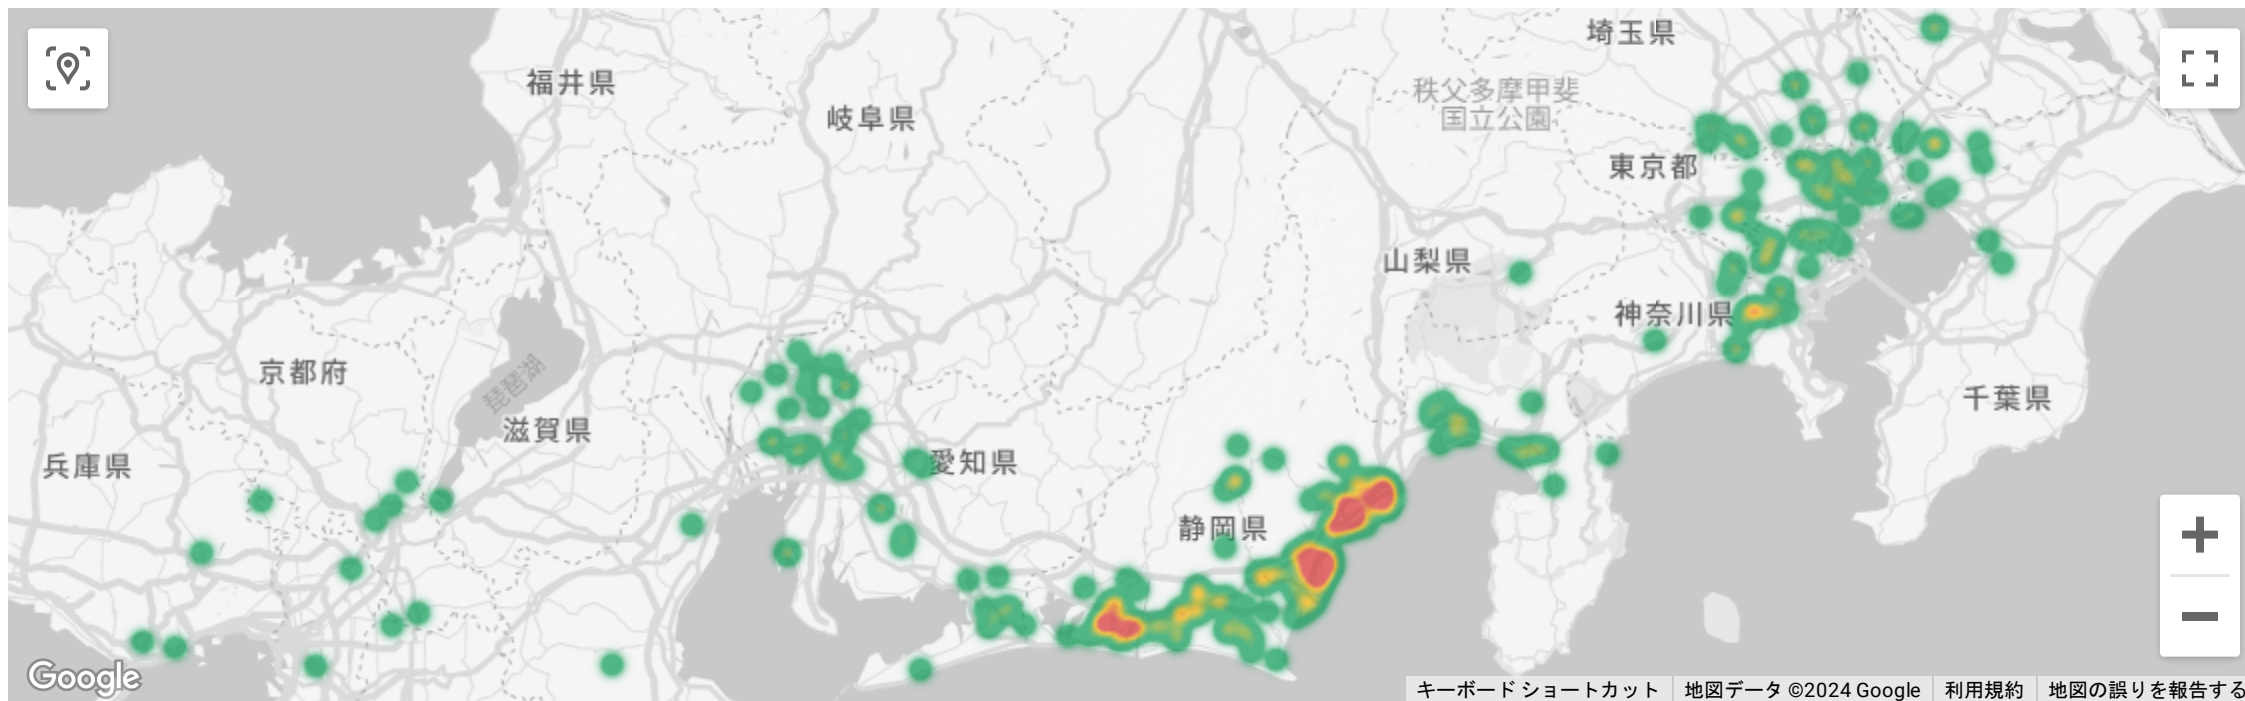 埼玉県
福井県
秩父多摩甲斐
国立公園
岐阜県
東京都
山梨県
神奈川県
京都府
琵琶湖
千葉県
滋賀県
兵庫県
愛知県
静岡県
Google
キーボード ショートカット
地図データ ©2024 Google
利用規約
地図の誤りを報告する